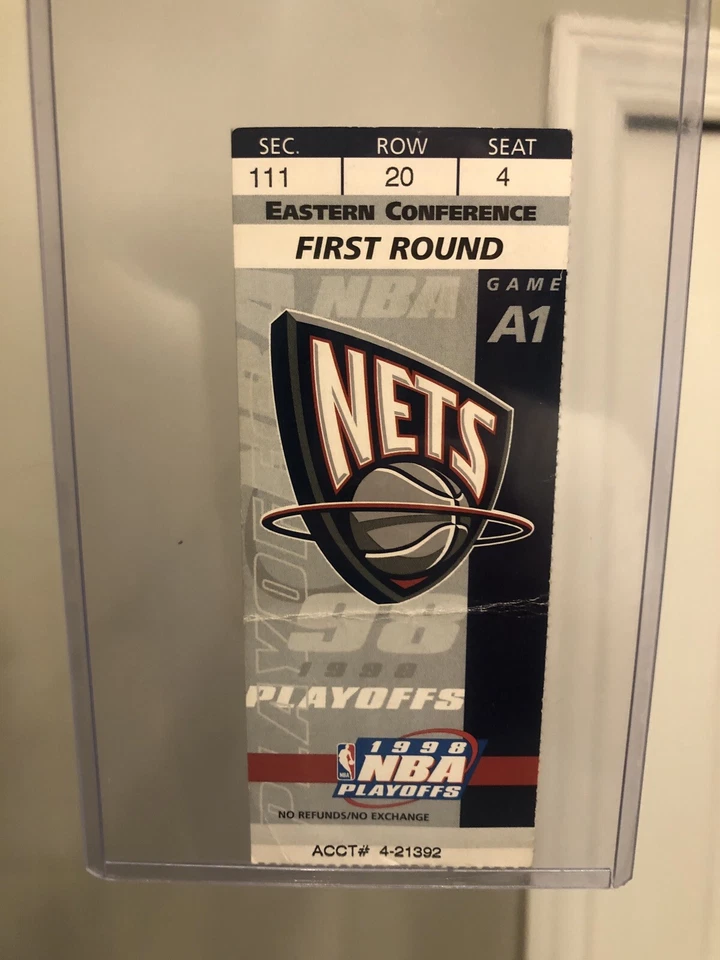 SEC. ROW SEAT
111 20 4
EASTERN CONFERENCE
FIRST ROUND
GAME
A1
NBA
NETS
98
1998
PLAYOFFS
1998
NBA
NBA
PLAYOFFS
NO REFUNDS/NO EXCHANGE
ACCT# 4-21392